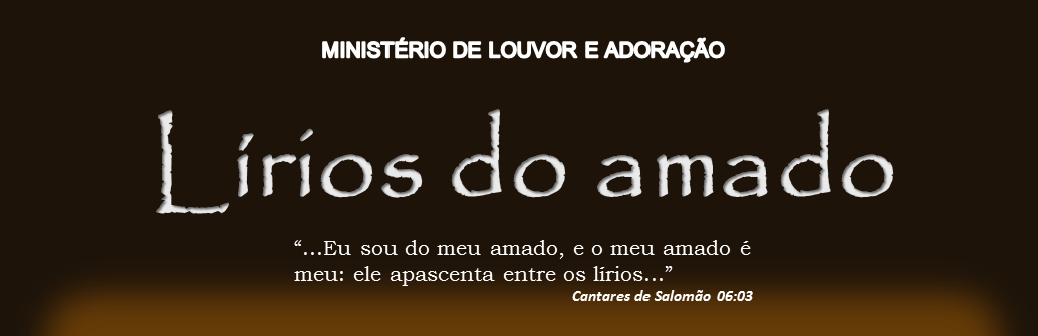 MINISTÉRIO DE LOUVOR E ADORAÇÃO
Lírios do amado
“...Eu sou do meu amado, e o meu amado é
meu: ele apascenta entre os lírios...”
Cantares de Salomão 06:03